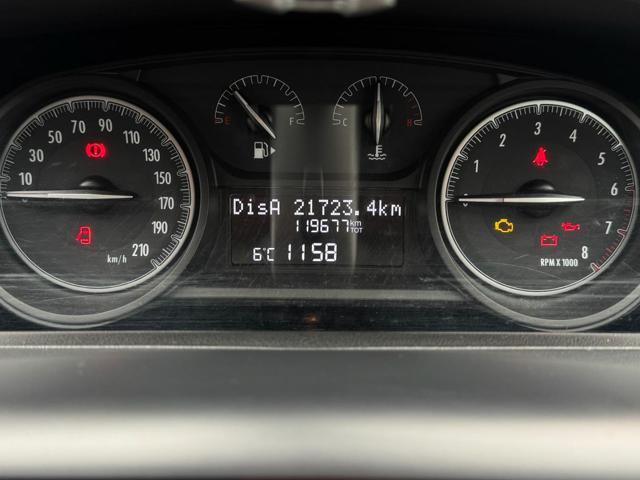 10 30 50 70 90 110 130 150 170 190 210
km/h
E F
C H
1 2 3 4 5 6 7 8
RPM X 1000
DisA 21723.4km
119677 km TOT
6°C 11 58